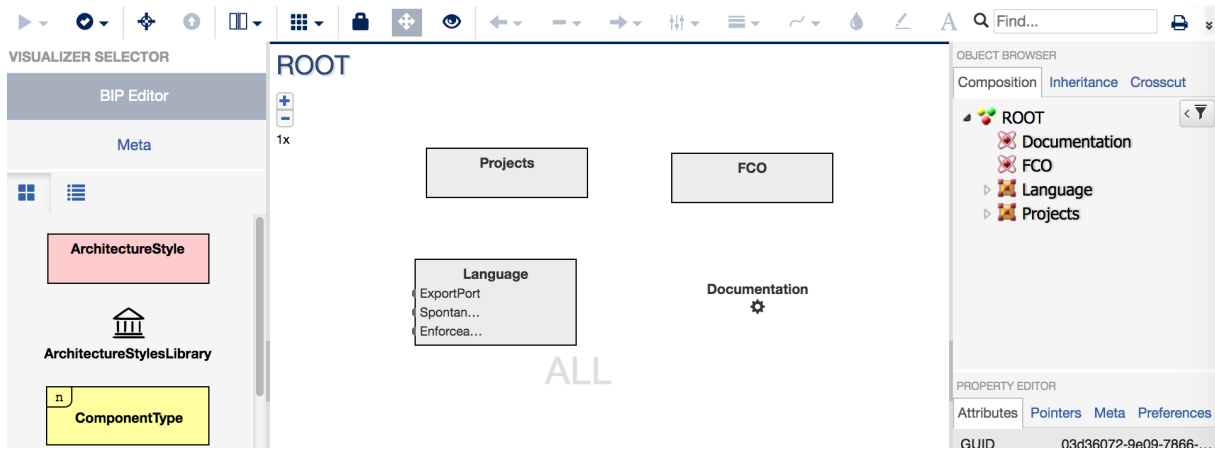 Find...
VISUALIZER SELECTOR
BIP Editor
Meta
ArchitectureStyle
ArchitectureStylesLibrary
n
ComponentType
ROOT
+
−
1x
Projects
FCO
Language
ExportPort
Spontan...
Enforcea...
Documentation
ALL
OBJECT BROWSER
Composition Inheritance Crosscut
ROOT
Documentation
FCO
Language
Projects
PROPERTY EDITOR
Attributes Pointers Meta Preferences
GUID 03d36072-9e09-7866-...